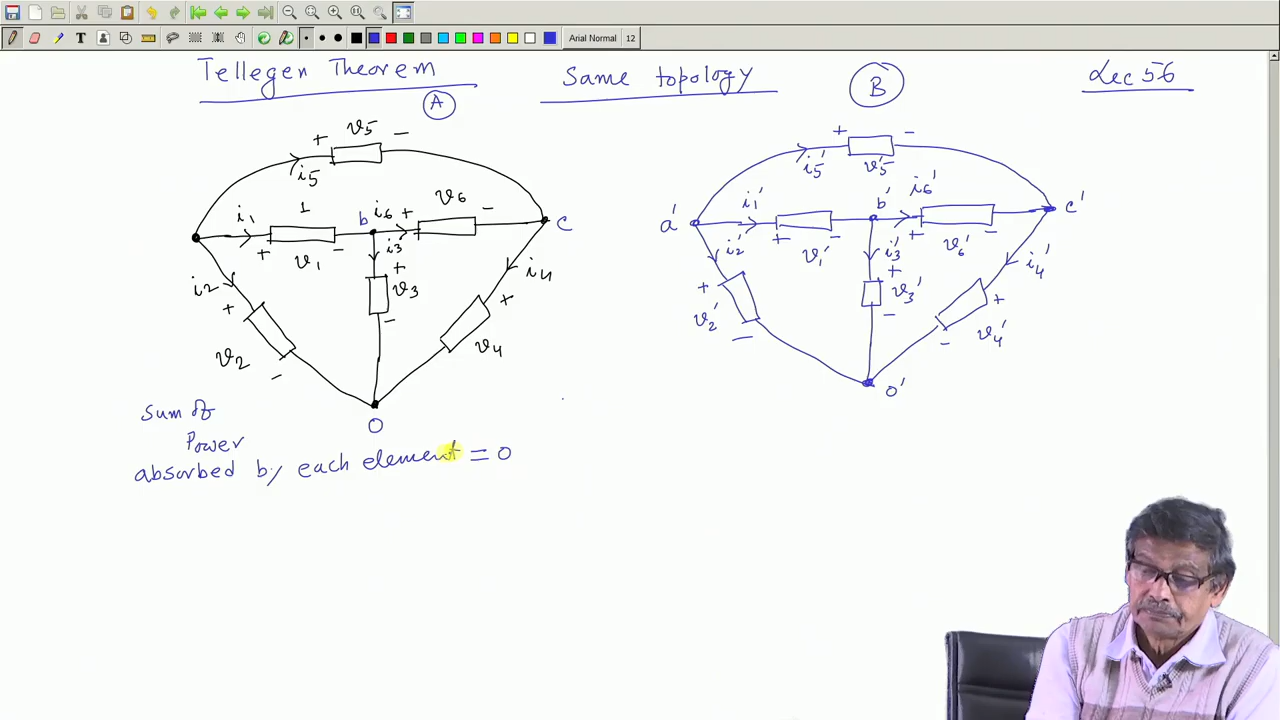 Arial Normal 12
Tellegen Theorem
Same topology
Lec 56
A
B
+ v5 -
i5
i1
1
+ v1 -
b
i6
+ v6 -
c
i2
+
v2
-
i3
+
v3
-
i4
+
v4
O
+ -
i5'
v5'
a'
i1'
+ v1' -
b'
i6'
+ v6' -
c'
i2'
+
v2'
-
i3'
+
v3'
-
i4'
+
v4'
-
o'
Sum of
Power
absorbed by each element = 0